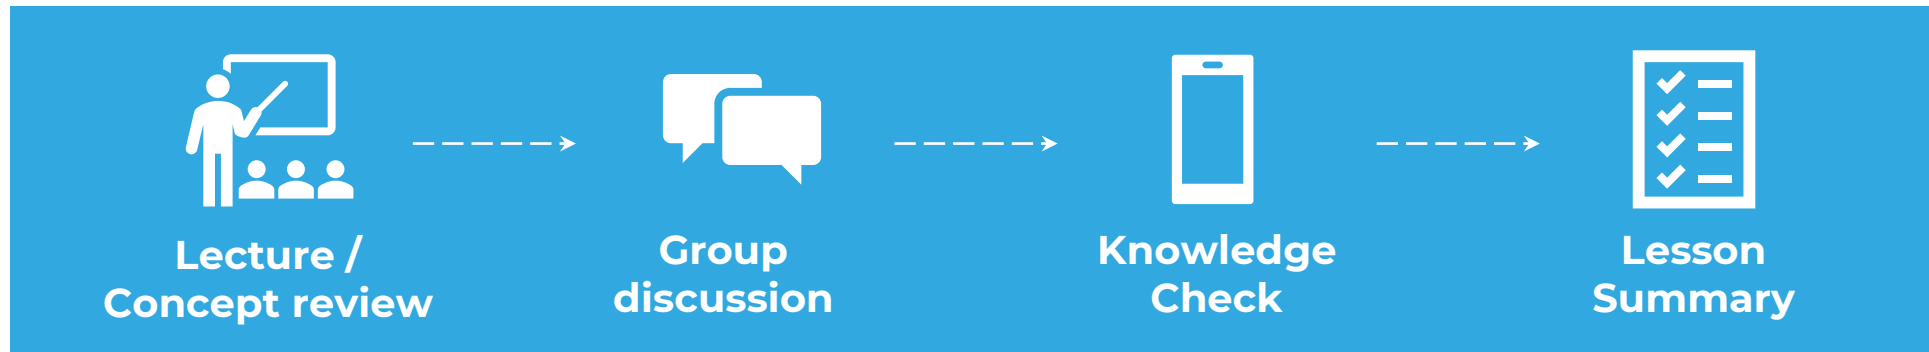 Lecture /
Concept review
Group
discussion
Knowledge
Check
Lesson
Summary